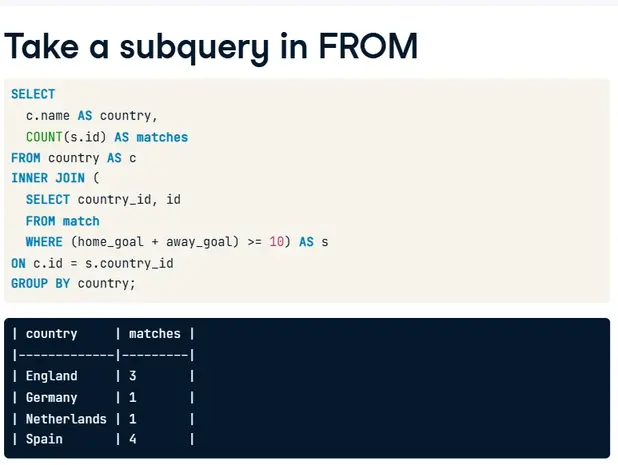 Take a subquery in FROM
SELECT
  c.name AS country,
  COUNT(s.id) AS matches
FROM country AS c
INNER JOIN (
  SELECT country_id, id
  FROM match
  WHERE (home_goal + away_goal) >= 10) AS s
ON c.id = s.country_id
GROUP BY country;
| country     | matches |
|-------------|---------|
| England     | 3       |
| Germany     | 1       |
| Netherlands | 1       |
| Spain       | 4       |